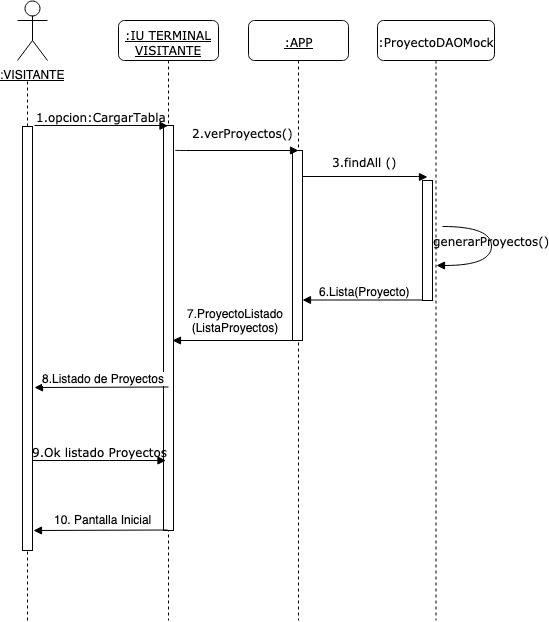 :VISITANTE
:IU TERMINAL
VISITANTE
:APP
:ProyectoDAOMock
1.opcion:CargarTabla
2.verProyectos()
3.findAll ()
generarProyectos()
6.Lista(Proyecto)
7.ProyectoListado
(ListaProyectos)
8.Listado de Proyectos
9.Ok listado Proyectos
10. Pantalla Inicial